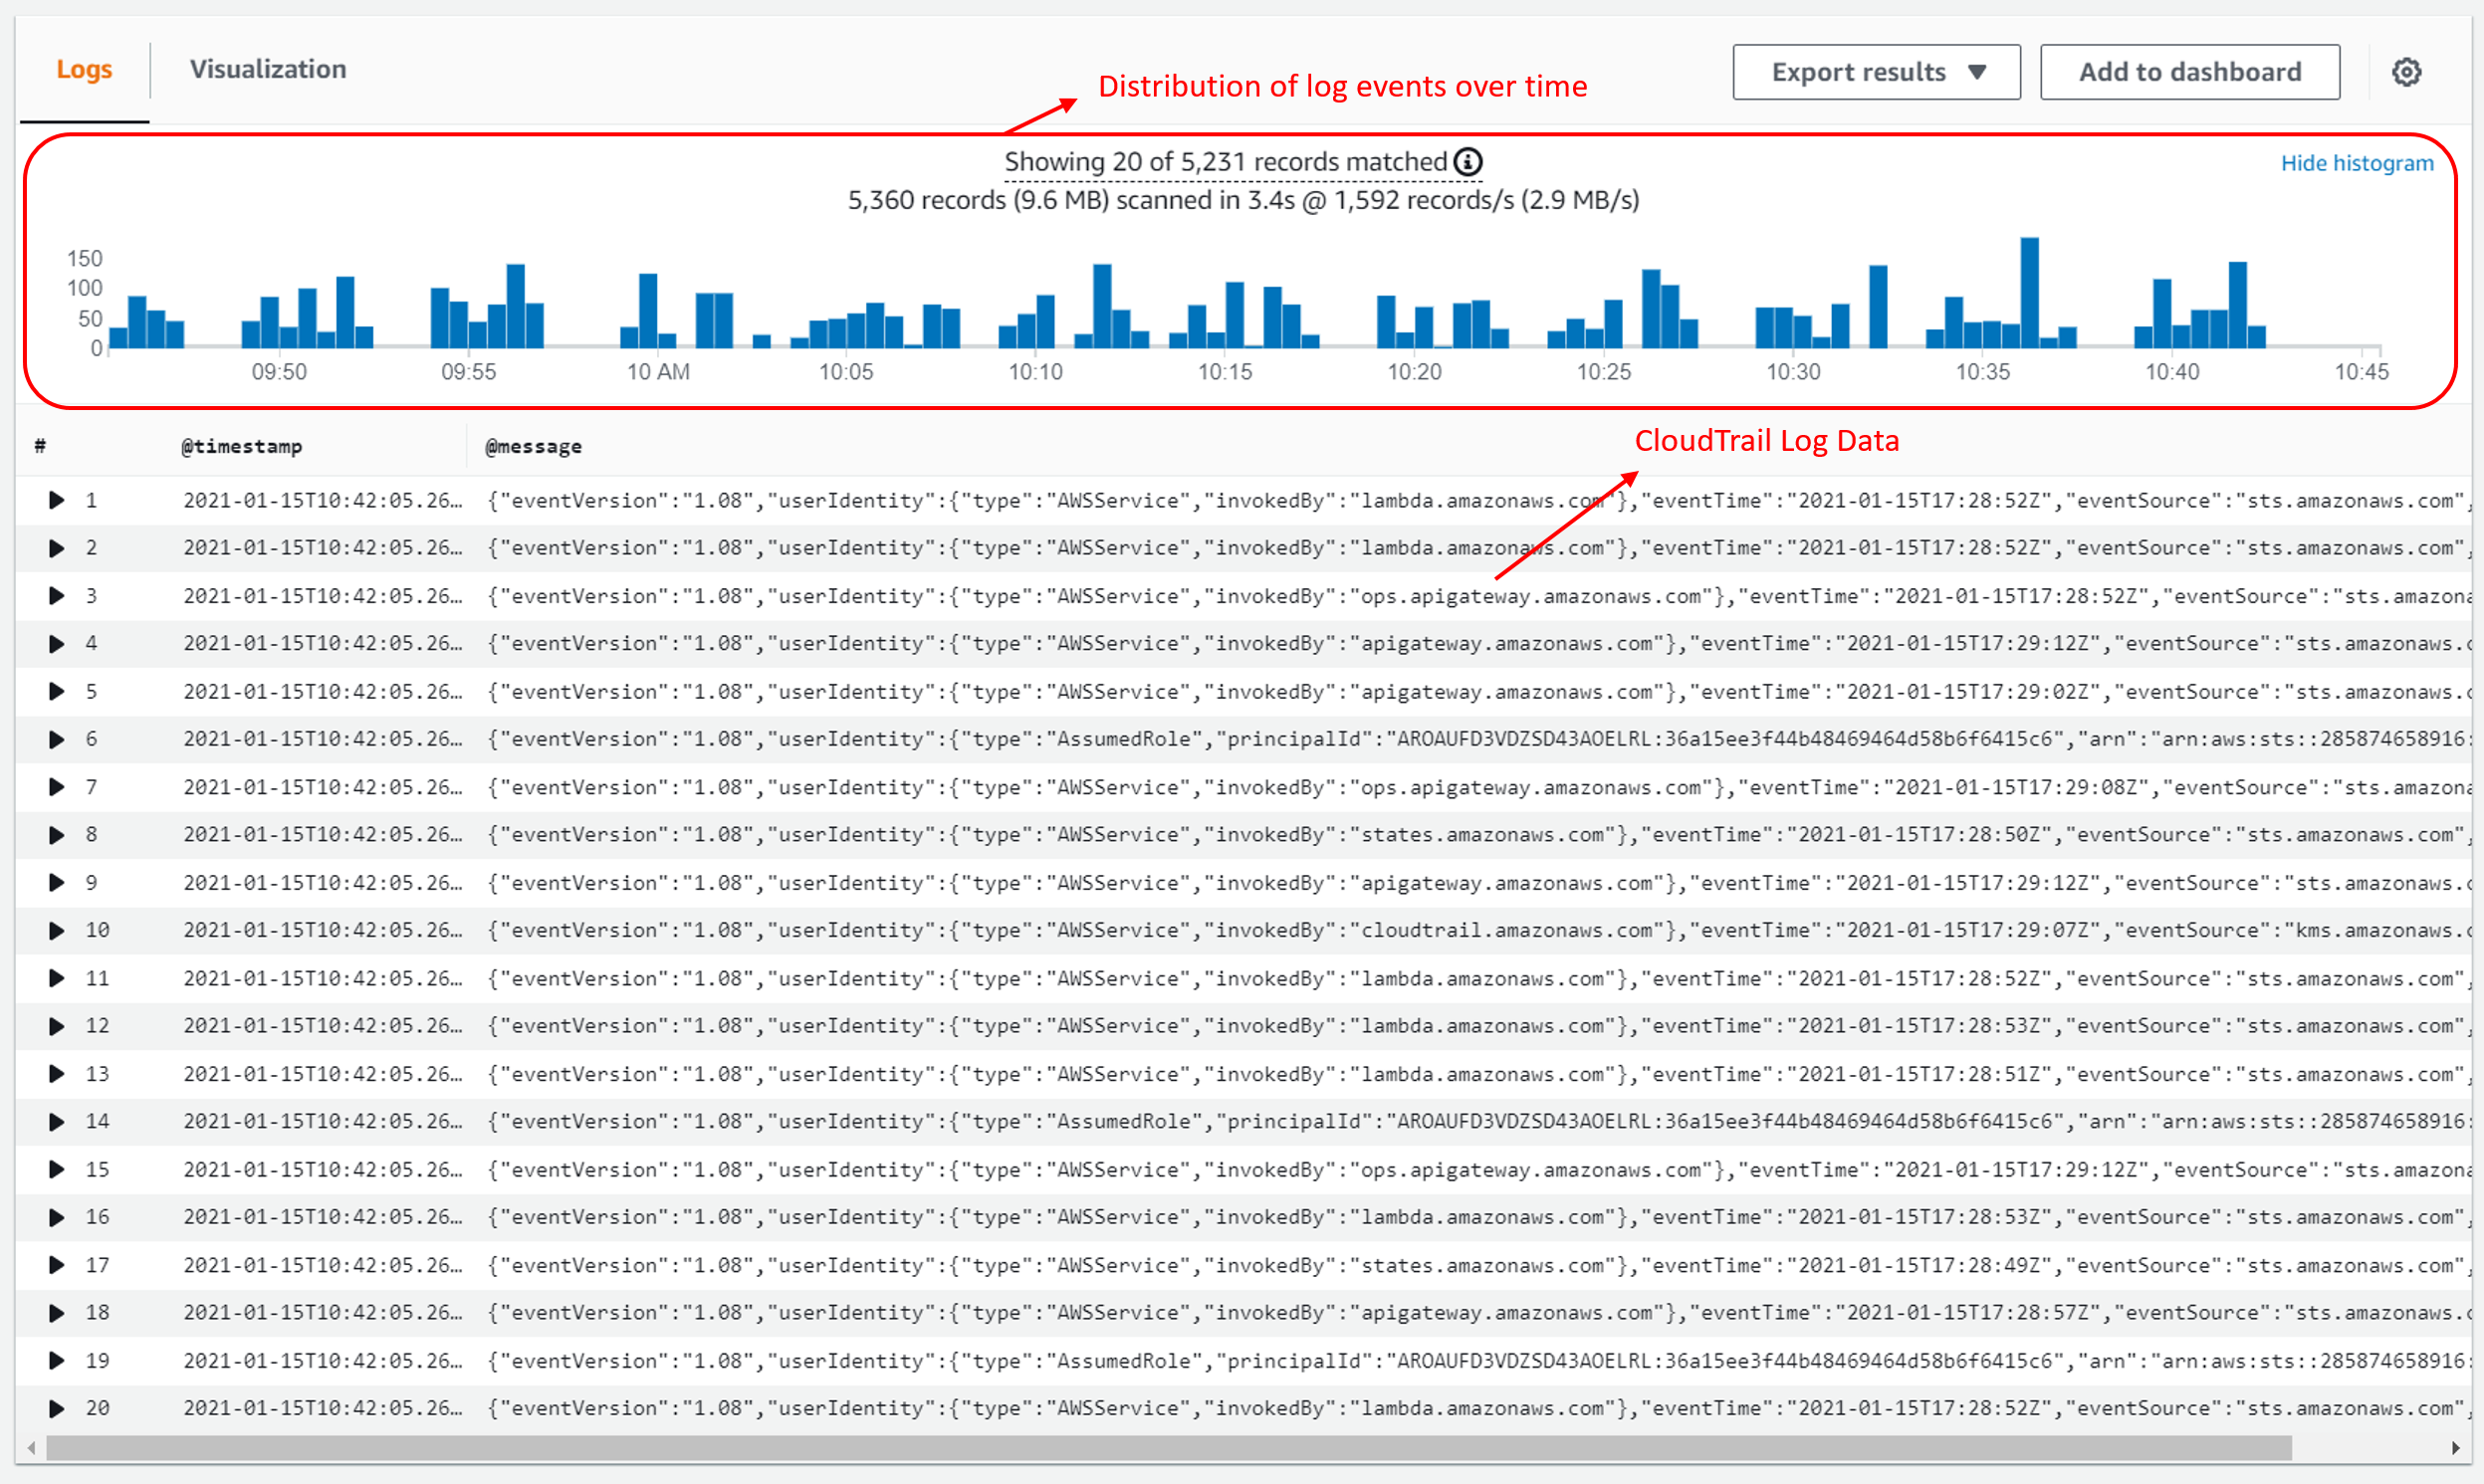 Logs
Visualization
Distribution of log events over time
Export results ▼
Add to dashboard
Showing 20 of 5,231 records matched
Hide histogram
5,360 records (9.6 MB) scanned in 3.4s @ 1,592 records/s (2.9 MB/s)
150
100
50
0
09:50 09:55 10 AM 10:05 10:10 10:15 10:20 10:25 10:30 10:35 10:40 10:45
CloudTrail Log Data
# @timestamp @message
1 2021-01-15T10:42:05.26… {"eventVersion":"1.08","userIdentity":{"type":"AWSService","invokedBy":"lambda.amazonaws.com"},"eventTime":"2021-01-15T17:28:52Z","eventSource":"sts.amazonaws.com",
2 2021-01-15T10:42:05.26… {"eventVersion":"1.08","userIdentity":{"type":"AWSService","invokedBy":"lambda.amazonaws.com"},"eventTime":"2021-01-15T17:28:52Z","eventSource":"sts.amazonaws.com",
3 2021-01-15T10:42:05.26… {"eventVersion":"1.08","userIdentity":{"type":"AWSService","invokedBy":"ops.apigateway.amazonaws.com"},"eventTime":"2021-01-15T17:28:52Z","eventSource":"sts.amazona
4 2021-01-15T10:42:05.26… {"eventVersion":"1.08","userIdentity":{"type":"AWSService","invokedBy":"apigateway.amazonaws.com"},"eventTime":"2021-01-15T17:29:12Z","eventSource":"sts.amazonaws.c
5 2021-01-15T10:42:05.26… {"eventVersion":"1.08","userIdentity":{"type":"AWSService","invokedBy":"apigateway.amazonaws.com"},"eventTime":"2021-01-15T17:29:02Z","eventSource":"sts.amazonaws.c
6 2021-01-15T10:42:05.26… {"eventVersion":"1.08","userIdentity":{"type":"AssumedRole","principalId":"AROAUFD3VDZSD43AOELRL:36a15ee3f44b48469464d58b6f6415c6","arn":"arn:aws:sts::285874658916:
7 2021-01-15T10:42:05.26… {"eventVersion":"1.08","userIdentity":{"type":"AWSService","invokedBy":"ops.apigateway.amazonaws.com"},"eventTime":"2021-01-15T17:29:08Z","eventSource":"sts.amazona
8 2021-01-15T10:42:05.26… {"eventVersion":"1.08","userIdentity":{"type":"AWSService","invokedBy":"states.amazonaws.com"},"eventTime":"2021-01-15T17:28:50Z","eventSource":"sts.amazonaws.com",
9 2021-01-15T10:42:05.26… {"eventVersion":"1.08","userIdentity":{"type":"AWSService","invokedBy":"apigateway.amazonaws.com"},"eventTime":"2021-01-15T17:29:12Z","eventSource":"sts.amazonaws.c
10 2021-01-15T10:42:05.26… {"eventVersion":"1.08","userIdentity":{"type":"AWSService","invokedBy":"cloudtrail.amazonaws.com"},"eventTime":"2021-01-15T17:29:07Z","eventSource":"kms.amazonaws.c
11 2021-01-15T10:42:05.26… {"eventVersion":"1.08","userIdentity":{"type":"AWSService","invokedBy":"lambda.amazonaws.com"},"eventTime":"2021-01-15T17:28:52Z","eventSource":"sts.amazonaws.com",
12 2021-01-15T10:42:05.26… {"eventVersion":"1.08","userIdentity":{"type":"AWSService","invokedBy":"lambda.amazonaws.com"},"eventTime":"2021-01-15T17:28:53Z","eventSource":"sts.amazonaws.com",
13 2021-01-15T10:42:05.26… {"eventVersion":"1.08","userIdentity":{"type":"AWSService","invokedBy":"lambda.amazonaws.com"},"eventTime":"2021-01-15T17:28:51Z","eventSource":"sts.amazonaws.com",
14 2021-01-15T10:42:05.26… {"eventVersion":"1.08","userIdentity":{"type":"AssumedRole","principalId":"AROAUFD3VDZSD43AOELRL:36a15ee3f44b48469464d58b6f6415c6","arn":"arn:aws:sts::285874658916:
15 2021-01-15T10:42:05.26… {"eventVersion":"1.08","userIdentity":{"type":"AWSService","invokedBy":"ops.apigateway.amazonaws.com"},"eventTime":"2021-01-15T17:29:12Z","eventSource":"sts.amazona
16 2021-01-15T10:42:05.26… {"eventVersion":"1.08","userIdentity":{"type":"AWSService","invokedBy":"lambda.amazonaws.com"},"eventTime":"2021-01-15T17:28:53Z","eventSource":"sts.amazonaws.com",
17 2021-01-15T10:42:05.26… {"eventVersion":"1.08","userIdentity":{"type":"AWSService","invokedBy":"states.amazonaws.com"},"eventTime":"2021-01-15T17:28:49Z","eventSource":"sts.amazonaws.com",
18 2021-01-15T10:42:05.26… {"eventVersion":"1.08","userIdentity":{"type":"AWSService","invokedBy":"apigateway.amazonaws.com"},"eventTime":"2021-01-15T17:28:57Z","eventSource":"sts.amazonaws.c
19 2021-01-15T10:42:05.26… {"eventVersion":"1.08","userIdentity":{"type":"AssumedRole","principalId":"AROAUFD3VDZSD43AOELRL:36a15ee3f44b48469464d58b6f6415c6","arn":"arn:aws:sts::285874658916:
20 2021-01-15T10:42:05.26… {"eventVersion":"1.08","userIdentity":{"type":"AWSService","invokedBy":"lambda.amazonaws.com"},"eventTime":"2021-01-15T17:28:52Z","eventSource":"sts.amazonaws.com",